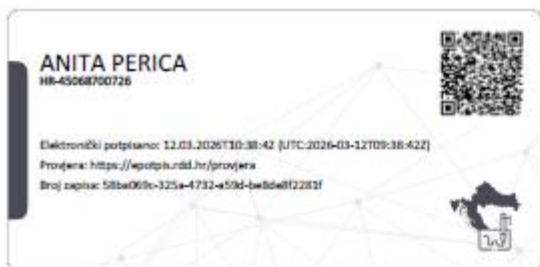 ANITA PERICA
HR-45068700726
Elektronički potpisano: 12.03.2026T10:38:42 (UTC:2026-03-12T09:38:42Z)
Provjera: https://epotpis.rdd.hr/provjera
Broj zapisa: 58ba069c-325a-4732-a59d-be8de8f2281f